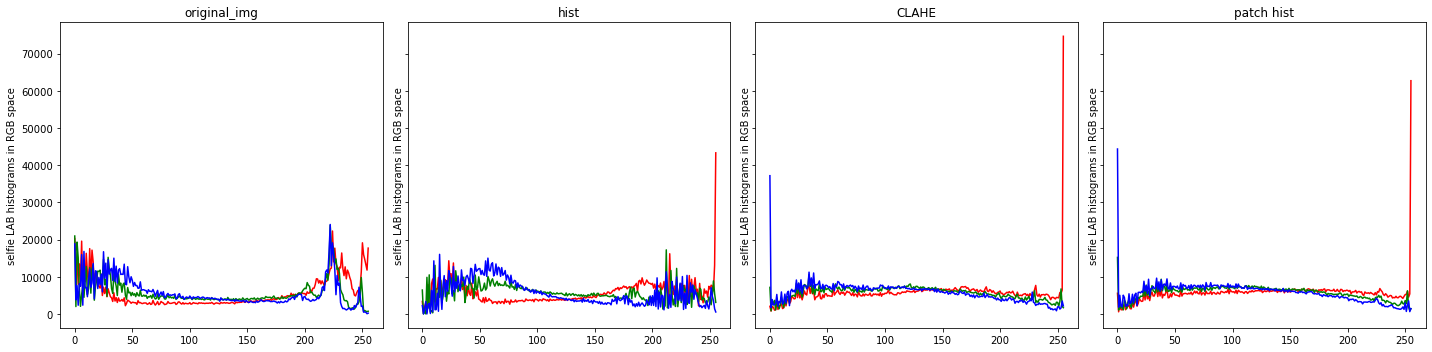 original_img
hist
CLAHE
patch hist
selfie LAB histograms in RGB space
selfie LAB histograms in RGB space
selfie LAB histograms in RGB space
selfie LAB histograms in RGB space
70000
60000
50000
40000
30000
20000
10000
0
0 50 100 150 200 250
0 50 100 150 200 250
0 50 100 150 200 250
0 50 100 150 200 250